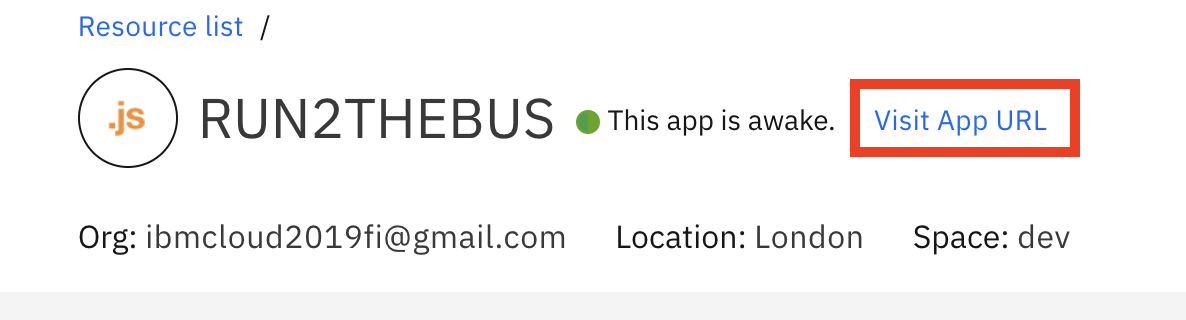 Resource list /
.js RUN2THEBUS This app is awake. Visit App URL
Org: ibmcloud2019fi@gmail.com Location: London Space: dev